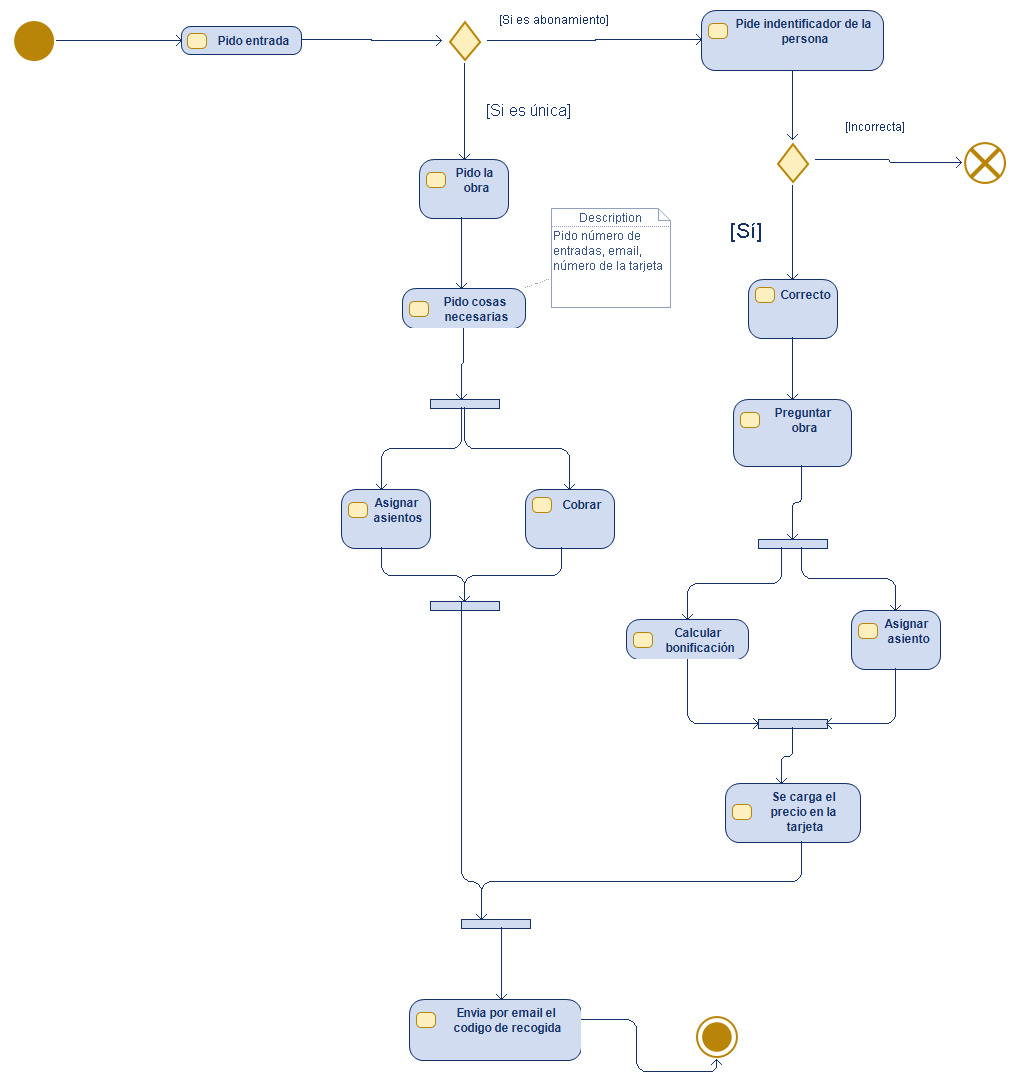 [Si es abonamiento]
Pido entrada
Pide indentificador de la
persona
[Si es única]
[Incorrecta]
Pido la
obra
Description
Pido número de
entradas, email,
número de la tarjeta
[Sí]
Pido cosas
necesarias
Correcto
Preguntar
obra
Asignar
asientos
Cobrar
Calcular
bonificación
Asignar
asiento
Se carga el
precio en la
tarjeta
Envia por email el
codigo de recogida